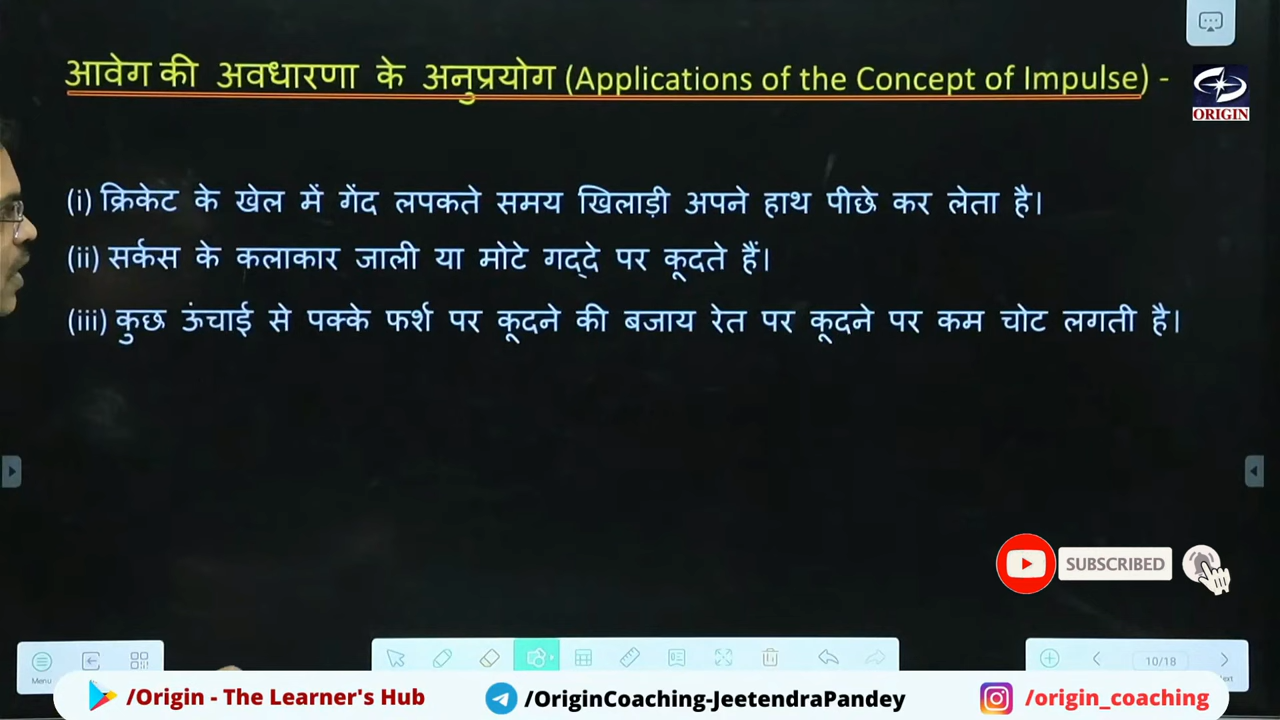 आवेग की अवधारणा के अनुप्रयोग (Applications of the Concept of Impulse) -
ORIGIN
(i) क्रिकेट के खेल में गेंद लपकते समय खिलाड़ी अपने हाथ पीछे कर लेता है।
(ii) सर्कस के कलाकार जाली या मोटे गद्दे पर कूदते हैं।
(iii) कुछ ऊंचाई से पक्के फर्श पर कूदने की बजाय रेत पर कूदने पर कम चोट लगती है।
SUBSCRIBED
10/18
Menu
/Origin - The Learner's Hub
/OriginCoaching-JeetendraPandey
/origin_coaching